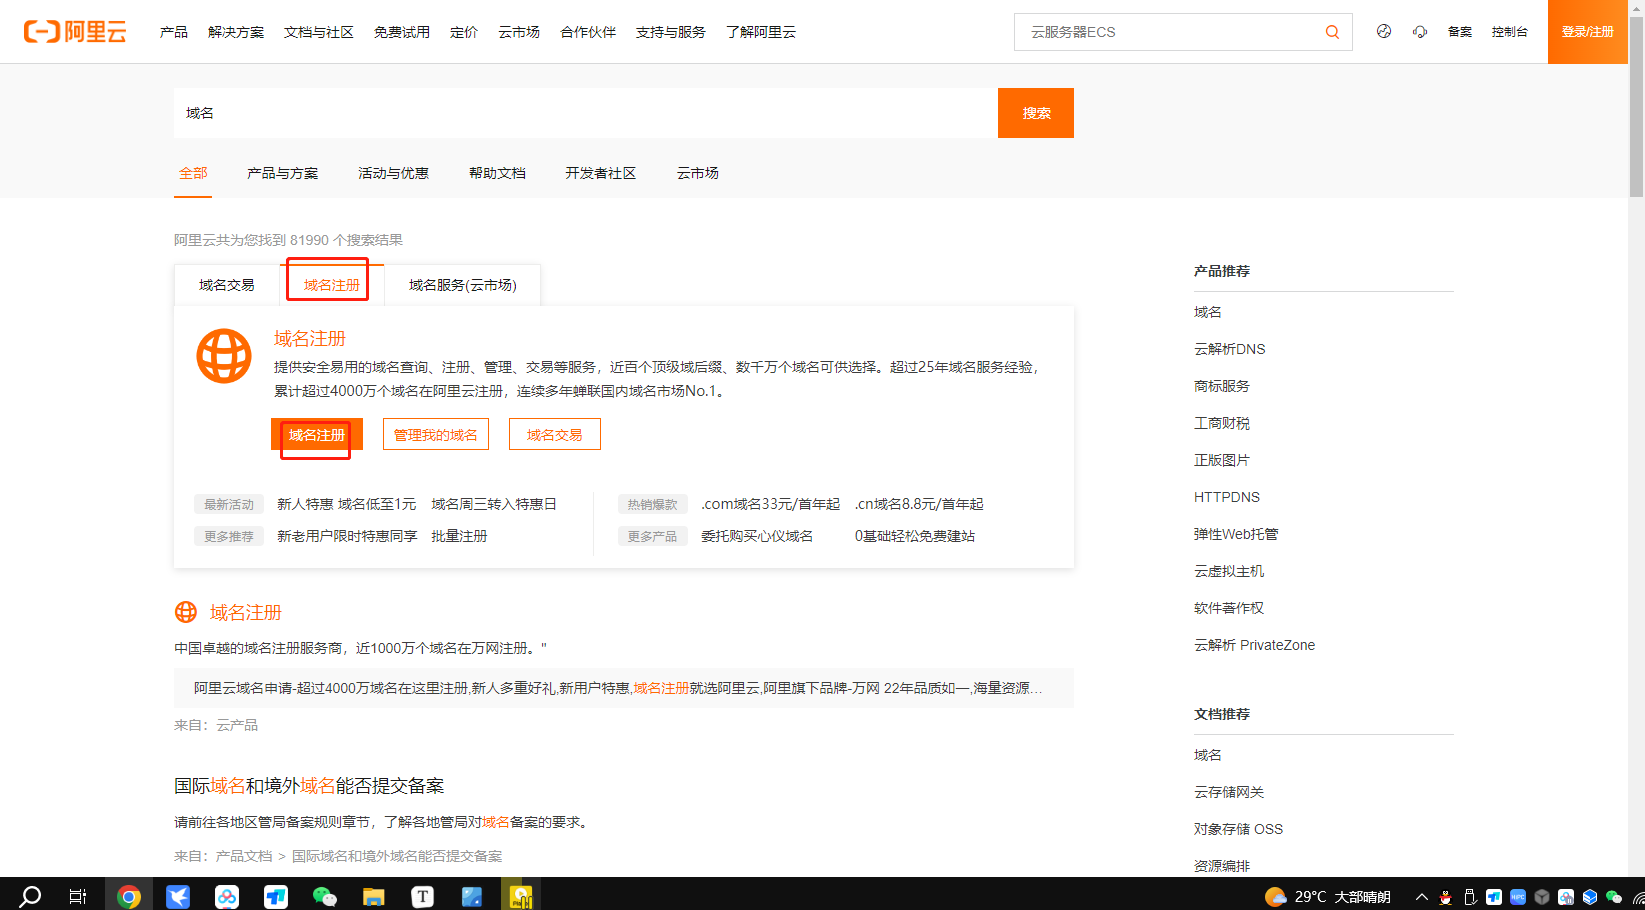 阿里云
产品 解决方案 文档与社区 免费试用 定价 云市场 合作伙伴 支持与服务 了解阿里云
云服务器ECS
备案 控制台 登录/注册
域名
搜索
全部 产品与方案 活动与优惠 帮助文档 开发者社区 云市场
阿里云共为您找到 81990 个搜索结果
域名交易 域名注册 域名服务(云市场)
域名注册
提供安全易用的域名查询、注册、管理、交易等服务，近百个顶级域后缀、数千万个域名可供选择。超过25年域名服务经验，
累计超过4000万个域名在阿里云注册，连续多年蝉联国内域名市场No.1。
域名注册 管理我的域名 域名交易
最新活动 新人特惠 域名低至1元 域名周三转入特惠日
更多推荐 新老用户限时特惠同享 批量注册
热销爆款 .com域名33元/首年起 .cn域名8.8元/首年起
更多产品 委托购买心仪域名 0基础轻松免费建站
域名注册
中国卓越的域名注册服务商，近1000万个域名在万网注册。"
阿里云域名申请-超过4000万域名在这里注册,新人多重好礼,新用户特惠,域名注册就选阿里云,阿里旗下品牌-万网 22年品质如一,海量资源...
来自：云产品
国际域名和境外域名能否提交备案
请前往各地区管局备案规则章节，了解各地管局对域名备案的要求。
来自：产品文档 > 国际域名和境外域名能否提交备案
产品推荐
域名
云解析DNS
商标服务
工商财税
正版图片
HTTPDNS
弹性Web托管
云虚拟主机
软件著作权
云解析 PrivateZone
文档推荐
域名
云存储网关
对象存储 OSS
资源编排
29°C 大部晴朗